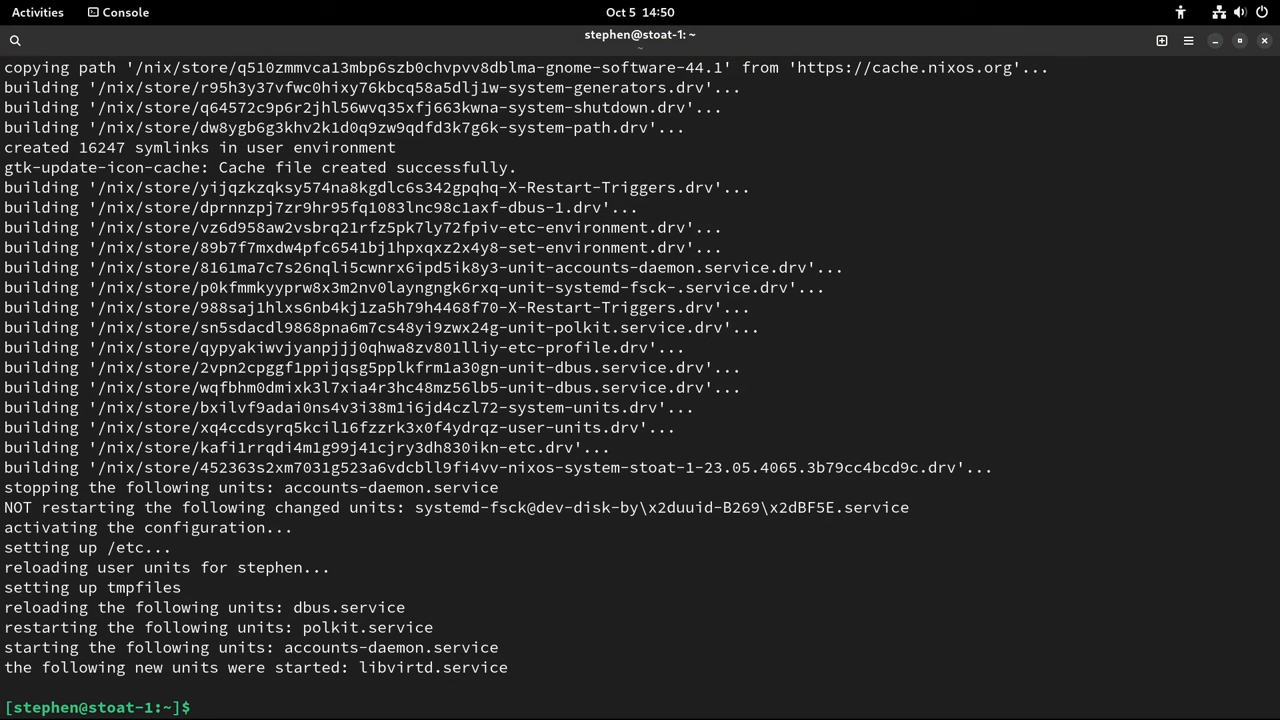 Activities
Console
Oct 5 14:50
stephen@stoat-1: ~
~
copying path '/nix/store/q510zmmvca13mbp6szb0chvpvv8dblma-gnome-software-44.1' from 'https://cache.nixos.org'...
building '/nix/store/r95h3y37vfwc0hixy76kbcq58a5dlj1w-system-generators.drv'...
building '/nix/store/q64572c9p6r2jhl56wvq35xfj663kwna-system-shutdown.drv'...
building '/nix/store/dw8ygb6g3khv2k1d0q9zw9qdfd3k7g6k-system-path.drv'...
created 16247 symlinks in user environment
gtk-update-icon-cache: Cache file created successfully.
building '/nix/store/yijqzkzqksy574na8kgdlc6s342gpqhq-X-Restart-Triggers.drv'...
building '/nix/store/dprnnzpj7zr9hr95fq1083lnc98c1axf-dbus-1.drv'...
building '/nix/store/vz6d958aw2vsbrq21rfz5pk7ly72fpiv-etc-environment.drv'...
building '/nix/store/89b7f7mxdw4pfc6541bj1hpxqxz2x4y8-set-environment.drv'...
building '/nix/store/8161ma7c7s26nqli5cwnrx6ipd5ik8y3-unit-accounts-daemon.service.drv'...
building '/nix/store/p0kfmmkyyprw8x3m2nv0layngngk6rxq-unit-systemd-fsck-.service.drv'...
building '/nix/store/988saj1hlxs6nb4kj1za5h79h4468f70-X-Restart-Triggers.drv'...
building '/nix/store/sn5sdacdl9868pna6m7cs48yi9zwx24g-unit-polkit.service.drv'...
building '/nix/store/qypyakiwvjyanpjjj0qhwa8zv801lliy-etc-profile.drv'...
building '/nix/store/2vpn2cpggf1ppijqsg5pplkfrm1a30gn-unit-dbus.service.drv'...
building '/nix/store/wqfbhm0dmixk3l7xia4r3hc48mz56lb5-unit-dbus.service.drv'...
building '/nix/store/bxilvf9adai0ns4v3i38m1i6jd4czl72-system-units.drv'...
building '/nix/store/xq4ccdsyrq5kcil16fzzrk3x0f4ydrqz-user-units.drv'...
building '/nix/store/kafi1rrqdi4m1g99j41cjry3dh830ikn-etc.drv'...
building '/nix/store/452363s2xm7031g523a6vdcbll9fi4vv-nixos-system-stoat-1-23.05.4065.3b79cc4bcd9c.drv'...
stopping the following units: accounts-daemon.service
NOT restarting the following changed units: systemd-fsck@dev-disk-by\x2duuid-B269\x2dBF5E.service
activating the configuration...
setting up /etc...
reloading user units for stephen...
setting up tmpfiles
reloading the following units: dbus.service
restarting the following units: polkit.service
starting the following units: accounts-daemon.service
the following new units were started: libvirtd.service
[stephen@stoat-1:~]$